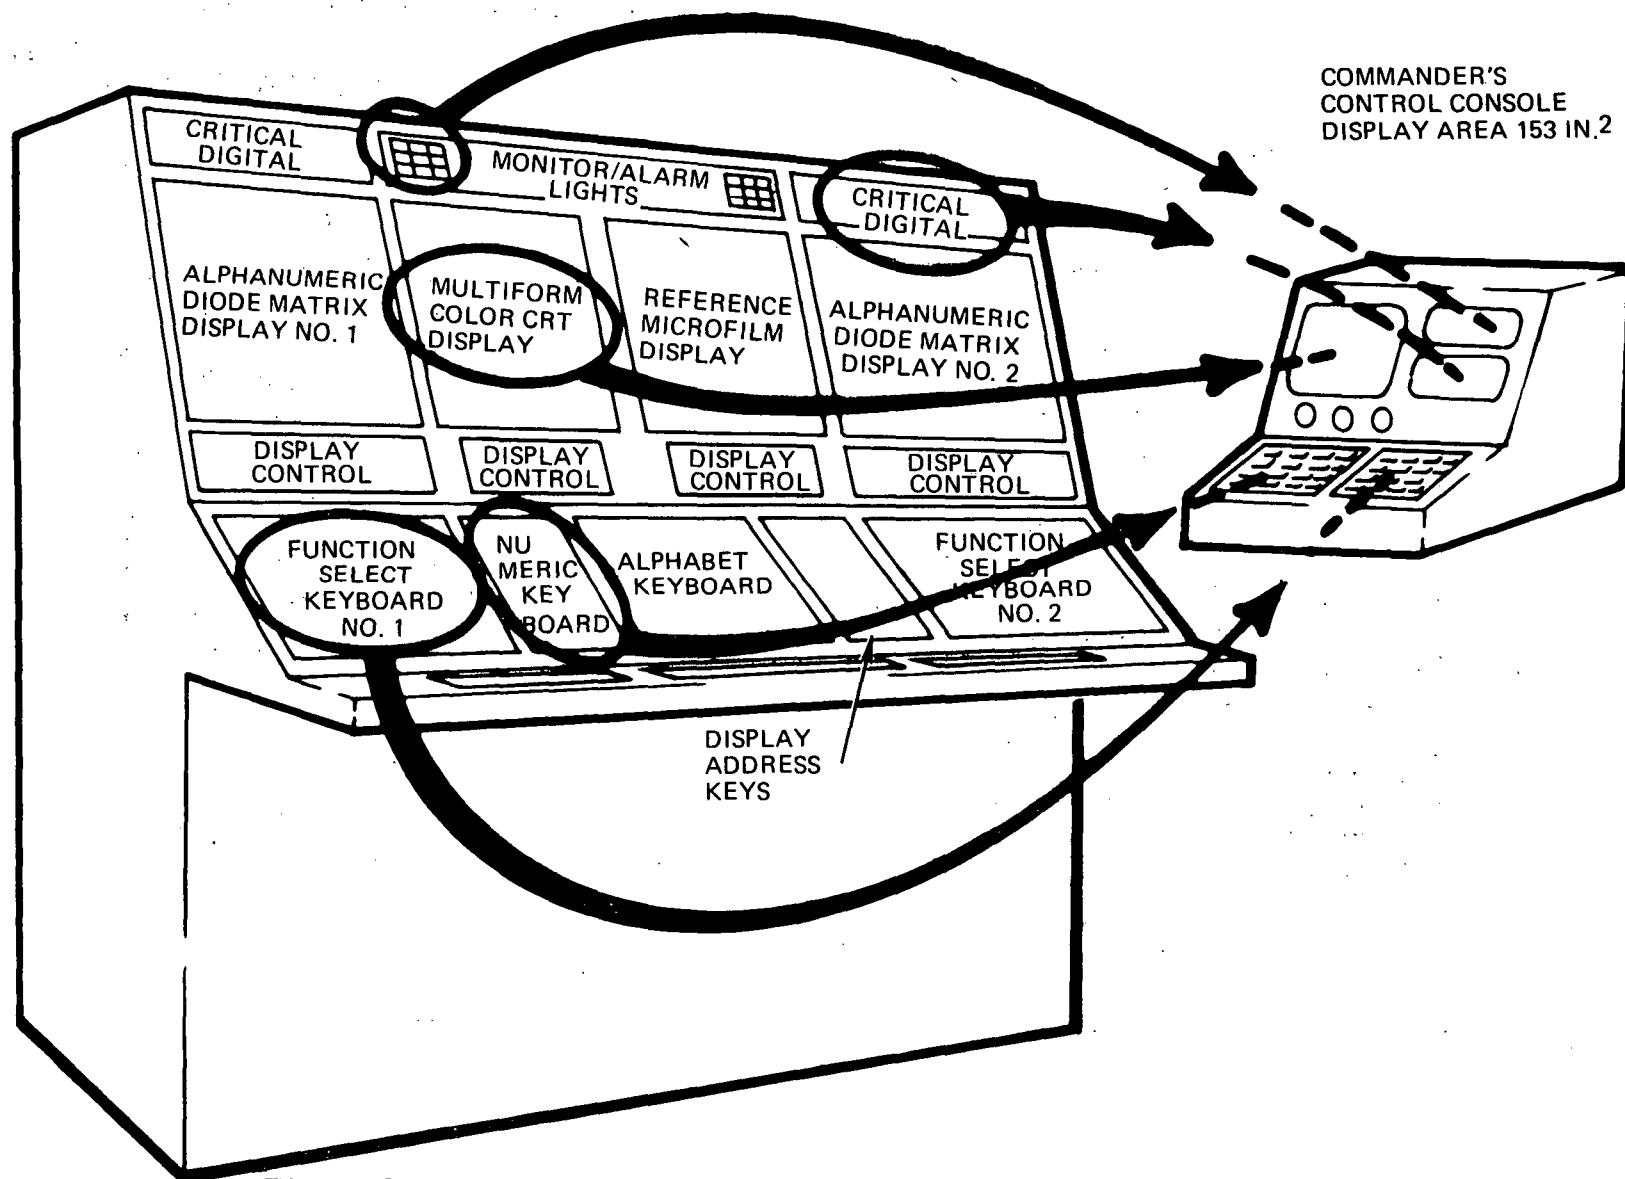 COMMANDER'S
CONTROL CONSOLE
DISPLAY AREA 153 IN.²
CRITICAL
DIGITAL
MONITOR/ALARM
LIGHTS
CRITICAL
DIGITAL
ALPHANUMERIC
DIODE MATRIX
DISPLAY NO. 1
MULTIFORM
COLOR CRT
DISPLAY
REFERENCE
MICROFILM
DISPLAY
ALPHANUMERIC
DIODE MATRIX
DISPLAY NO. 2
DISPLAY
CONTROL
DISPLAY
CONTROL
DISPLAY
CONTROL
DISPLAY
CONTROL
FUNCTION
SELECT
KEYBOARD
NO. 1
NU
MERIC
KEY
BOARD
ALPHABET
KEYBOARD
FUNCTION
SELECT
KEYBOARD
NO. 2
DISPLAY
ADDRESS
KEYS